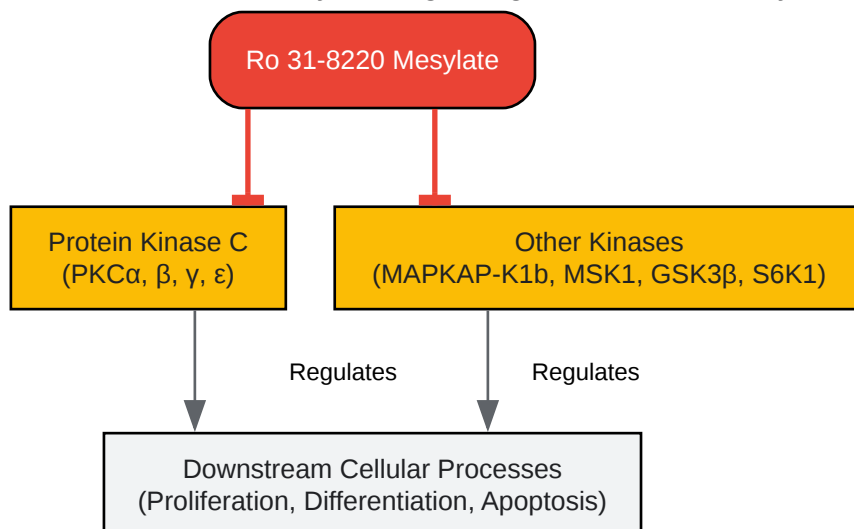 Ro 31-8220 Mesylate
Protein Kinase C
(PKCα, β, γ, ε)
Other Kinases
(MAPKAP-K1b, MSK1, GSK3β, S6K1)
Regulates
Regulates
Downstream Cellular Processes
(Proliferation, Differentiation, Apoptosis)